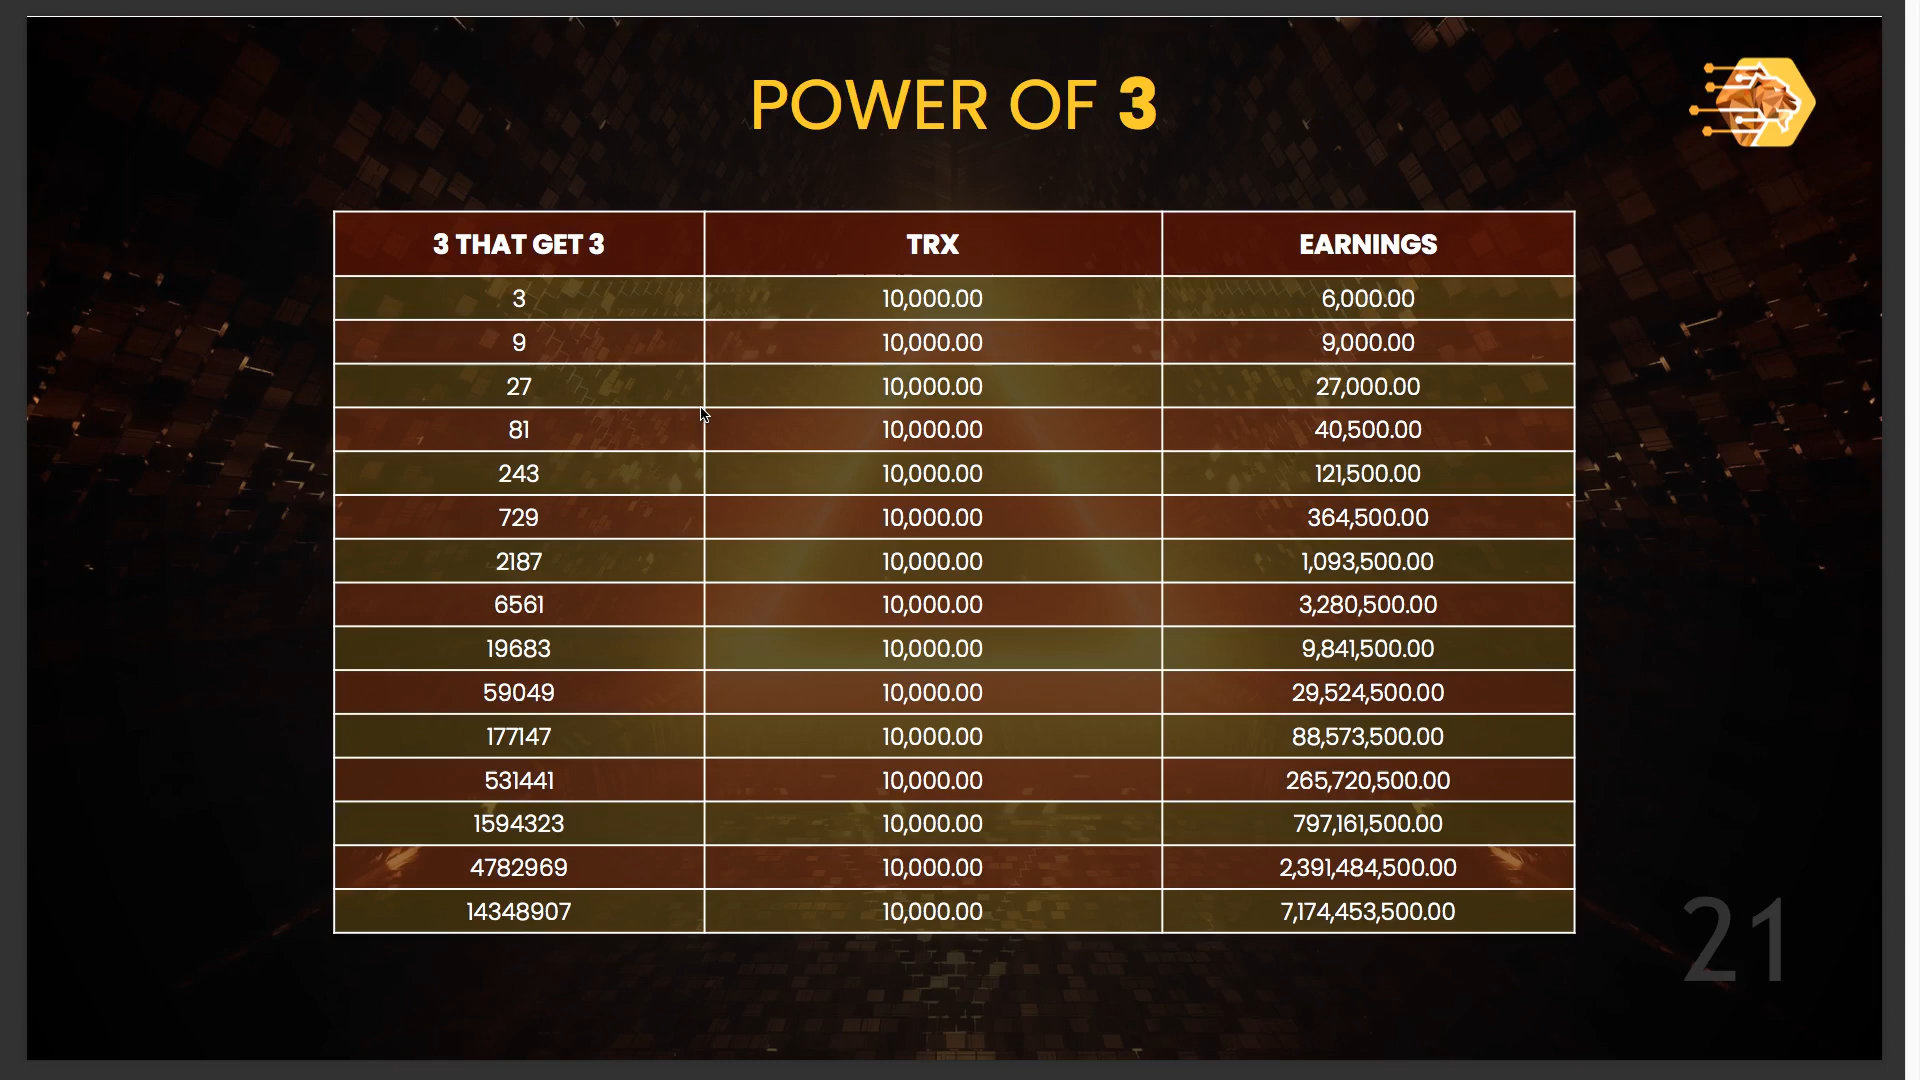 POWER OF 3
3 THAT GET 3 TRX EARNINGS
3 10,000.00 6,000.00
9 10,000.00 9,000.00
27 10,000.00 27,000.00
81 10,000.00 40,500.00
243 10,000.00 121,500.00
729 10,000.00 364,500.00
2187 10,000.00 1,093,500.00
6561 10,000.00 3,280,500.00
19683 10,000.00 9,841,500.00
59049 10,000.00 29,524,500.00
177147 10,000.00 88,573,500.00
531441 10,000.00 265,720,500.00
1594323 10,000.00 797,161,500.00
4782969 10,000.00 2,391,484,500.00
14348907 10,000.00 7,174,453,500.00
21